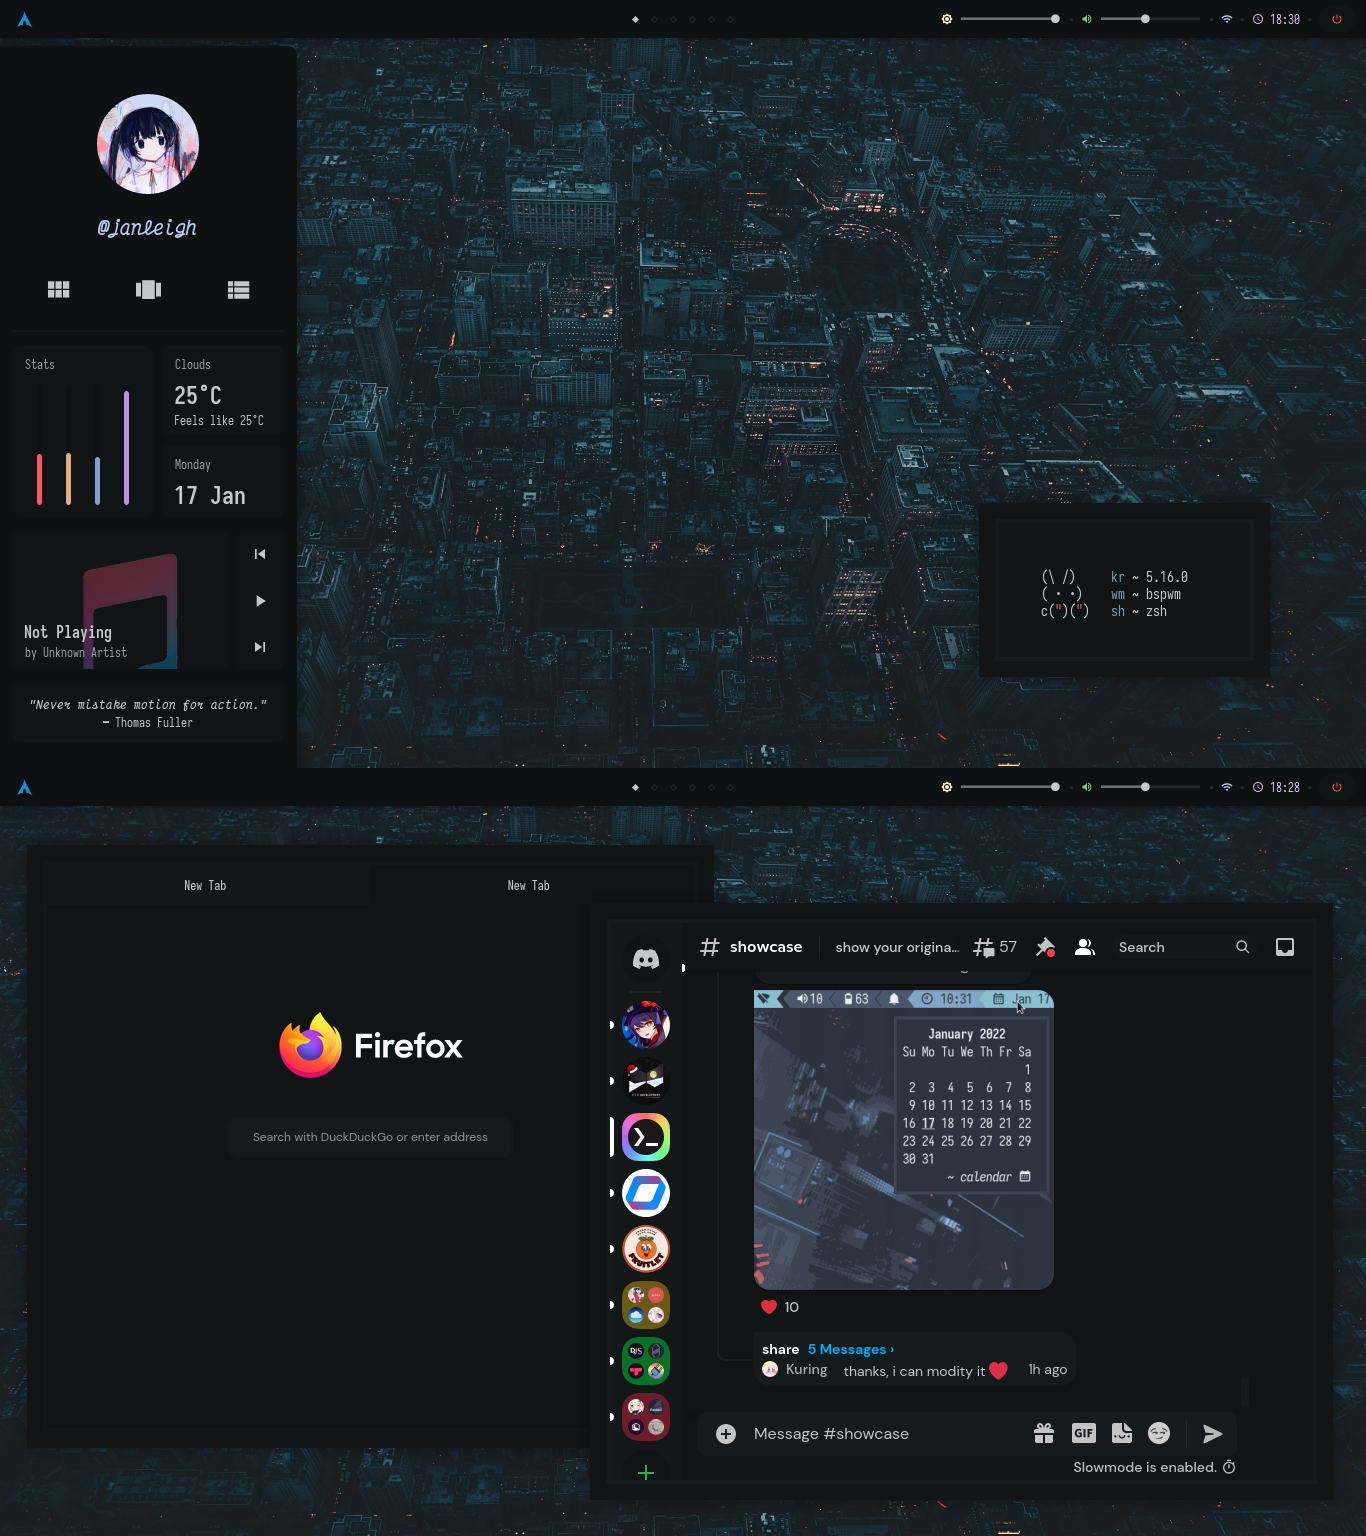 18:30
@janleigh
Stats
Clouds
25°C
Feels like 25°C
Monday
17 Jan
Not Playing
by Unknown Artist
"Never mistake motion for action."
— Thomas Fuller
(\ /)
( · ·)
c(")(")
kr ~ 5.16.0
wm ~ bspwm
sh ~ zsh
18:28
New Tab
New Tab
Firefox
Search with DuckDuckGo or enter address
# showcase
show your origina…
57
Search
10
63
10:31
Jan 17
January 2022
Su Mo Tu We Th Fr Sa
1
2 3 4 5 6 7 8
9 10 11 12 13 14 15
16 17 18 19 20 21 22
23 24 25 26 27 28 29
30 31
~ calendar
10
share 5 Messages ›
Kuring thanks, i can modity it 1h ago
FRUITLET
Message #showcase
GIF
Slowmode is enabled.